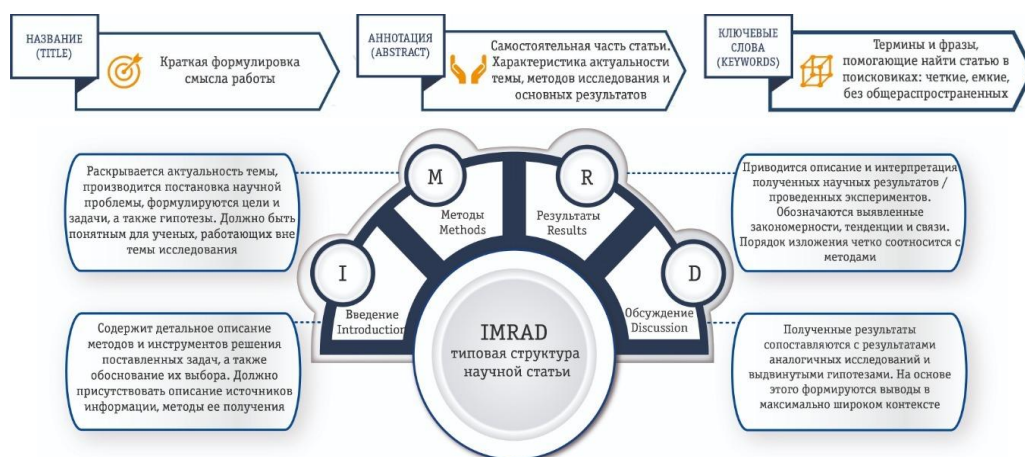 НАЗВАНИЕ
(TITLE)
Краткая формулировка
смысла работы
АННОТАЦИЯ
(ABSTRACT)
Самостоятельная часть статьи.
Характеристика актуальности
темы, методов исследования и
основных результатов
КЛЮЧЕВЫЕ
СЛОВА
(KEYWORDS)
Термины и фразы,
помогающие найти статью в
поисковиках: четкие, емкие,
без общераспространенных
Раскрывается актуальность темы,
производится постановка научной
проблемы, формулируются цели и
задачи, а также гипотезы. Должно быть
понятным для ученых, работающих вне
темы исследования
M
Методы
Methods
R
Результаты
Results
Приводится описание и интерпретация
полученных научных результатов /
проведенных экспериментов.
Обозначаются выявленные
закономерности, тенденции и связи.
Порядок изложения четко соотносится с
методами
I
Введение
Introduction
D
Обсуждение
Discussion
IMRAD
типовая структура
научной статьи
Содержит детальное описание
методов и инструментов решения
поставленных задач, а также
обоснование их выбора. Должно
присутствовать описание источников
информации, методы ее получения
Полученные результаты
сопоставляются с результатами
аналогичных исследований и
выдвинутыми гипотезами. На основе
этого формируются выводы в
максимально широком контексте